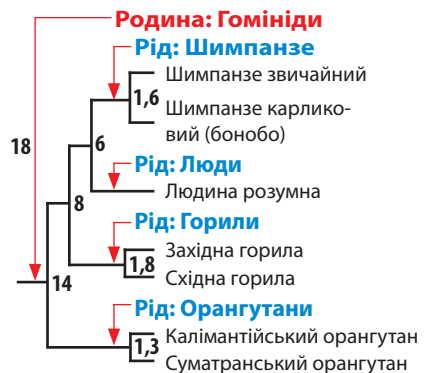 Родина: Гомініди
Рід: Шимпанзе
Шимпанзе звичайний
1,6
Шимпанзе карлико-
вий (бонобо)
18
6
Рід: Люди
Людина розумна
8
Рід: Горили
Західна горила
1,8
Східна горила
14
Рід: Орангутани
Калімантійський орангутан
1,3
Суматранський орангутан